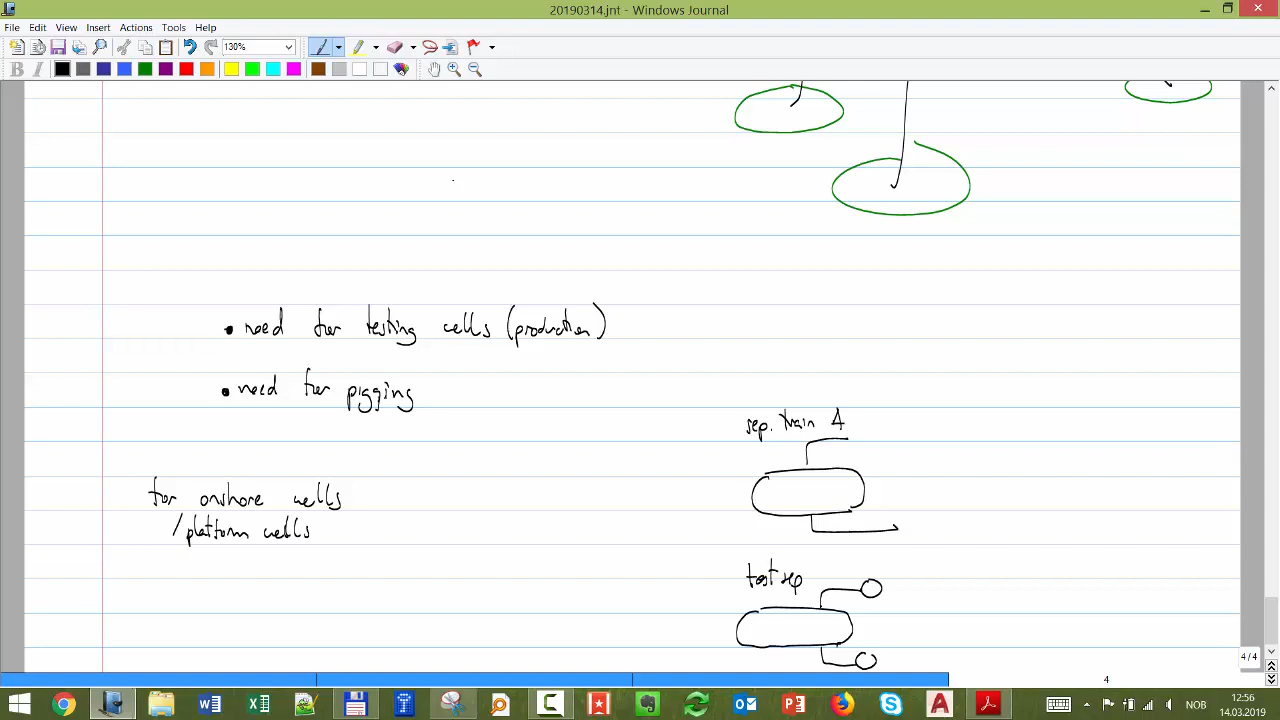 20190314.jnt - Windows Journal
File Edit View Insert Actions Tools Help
130%
B I
• need for testing wells (production)
• need for pigging
sep. train A
for onshore wells
/platform wells
test sep
4/4
4
NOB
12:56
14.03.2019